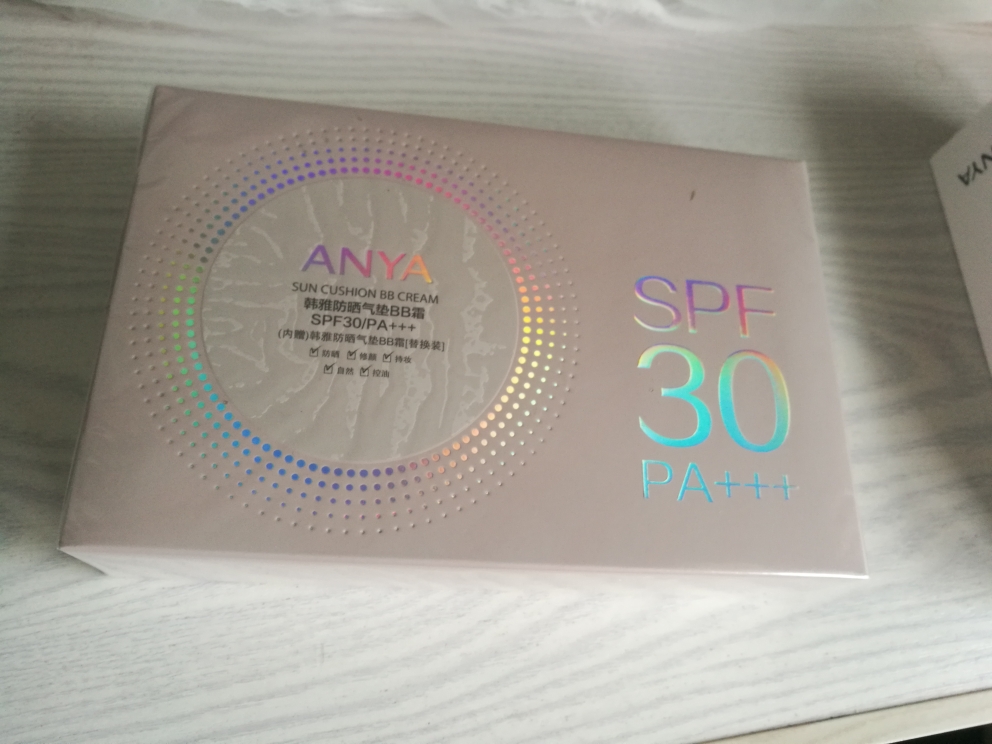 ANYA
SUN CUSHION BB CREAM
韩雅防晒气垫BB霜
SPF30/PA+++
(内赠)韩雅防晒气垫BB霜[替换装]
防晒 修颜 持妆
自然 控油
SPF
30
PA+++
NYA